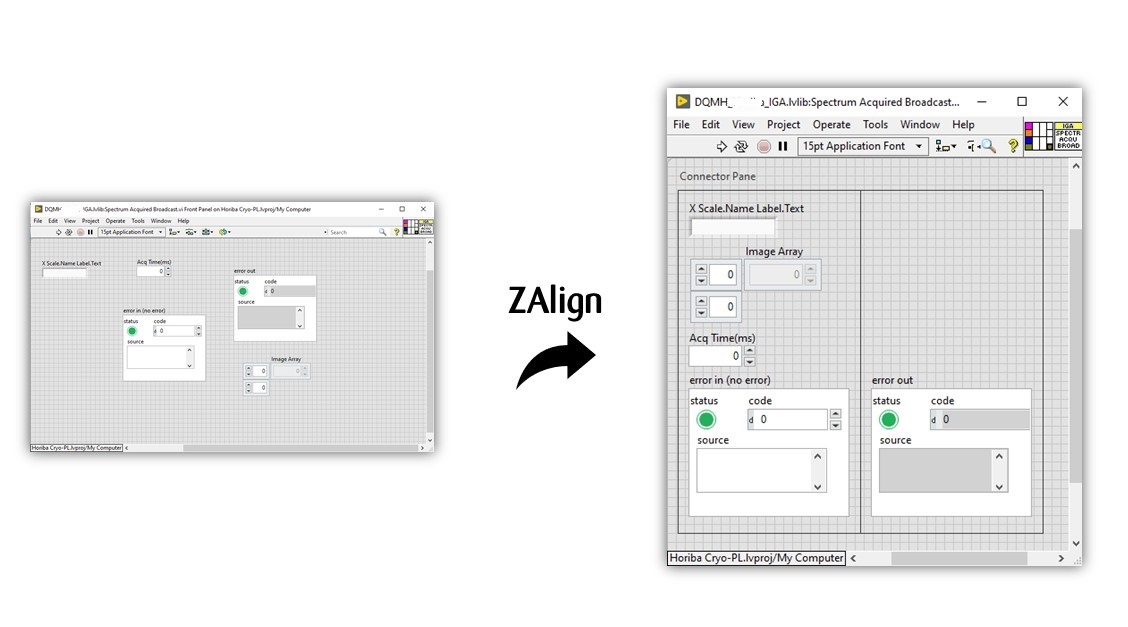 DQMH_ _IGA.lvlib:Spectrum Acquired Broadcast.vi Front Panel on Horiba Cryo-PL.lvproj/My Computer
File Edit View Project Operate Tools Window Help
15pt Application Font
Search
?
X Scale.Name Label.Text
Acq Time(ms)
0
error out
status code
d 0
source
error in (no error)
status code
d 0
source
Image Array
0 0
0
Horiba Cryo-PL.lvproj/My Computer
ZAlign
DQMH_ _IGA.lvlib:Spectrum Acquired Broadcast...
File Edit View Project Operate Tools Window Help
15pt Application Font
?
IGA
SPECTR
ACQU
BROAD
Connector Pane
X Scale.Name Label.Text
Image Array
0 0
0
Acq Time(ms)
0
error in (no error)
status code
d 0
source
error out
status code
d 0
source
Horiba Cryo-PL.lvproj/My Computer